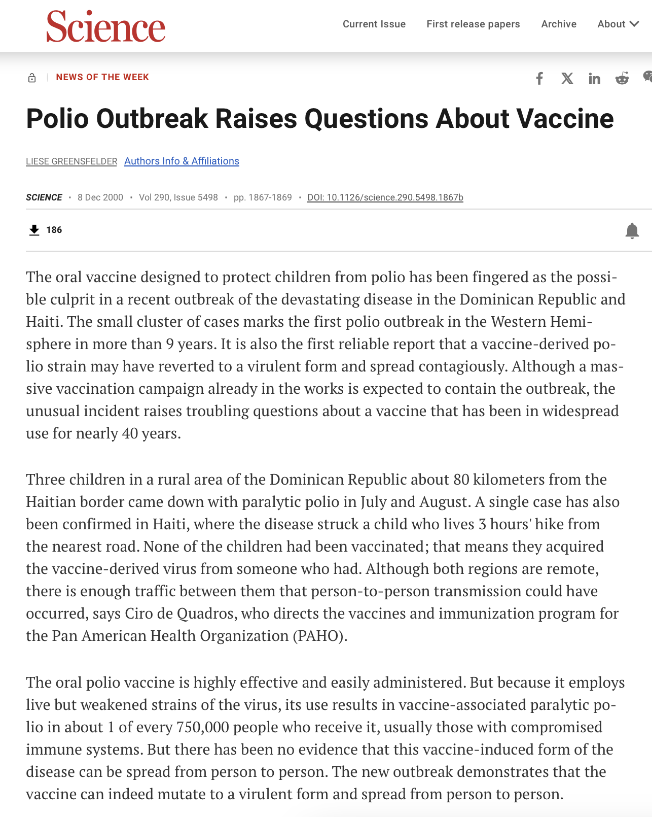 Science
Current Issue First release papers Archive About
NEWS OF THE WEEK
Polio Outbreak Raises Questions About Vaccine
LIESE GREENSFELDER Authors Info & Affiliations
SCIENCE • 8 Dec 2000 • Vol 290, Issue 5498 • pp. 1867-1869 • DOI: 10.1126/science.290.5498.1867b
186
The oral vaccine designed to protect children from polio has been fingered as the possi-
ble culprit in a recent outbreak of the devastating disease in the Dominican Republic and
Haiti. The small cluster of cases marks the first polio outbreak in the Western Hemi-
sphere in more than 9 years. It is also the first reliable report that a vaccine-derived po-
lio strain may have reverted to a virulent form and spread contagiously. Although a mas-
sive vaccination campaign already in the works is expected to contain the outbreak, the
unusual incident raises troubling questions about a vaccine that has been in widespread
use for nearly 40 years.
Three children in a rural area of the Dominican Republic about 80 kilometers from the
Haitian border came down with paralytic polio in July and August. A single case has also
been confirmed in Haiti, where the disease struck a child who lives 3 hours' hike from
the nearest road. None of the children had been vaccinated; that means they acquired
the vaccine-derived virus from someone who had. Although both regions are remote,
there is enough traffic between them that person-to-person transmission could have
occurred, says Ciro de Quadros, who directs the vaccines and immunization program for
the Pan American Health Organization (PAHO).
The oral polio vaccine is highly effective and easily administered. But because it employs
live but weakened strains of the virus, its use results in vaccine-associated paralytic po-
lio in about 1 of every 750,000 people who receive it, usually those with compromised
immune systems. But there has been no evidence that this vaccine-induced form of the
disease can be spread from person to person. The new outbreak demonstrates that the
vaccine can indeed mutate to a virulent form and spread from person to person.